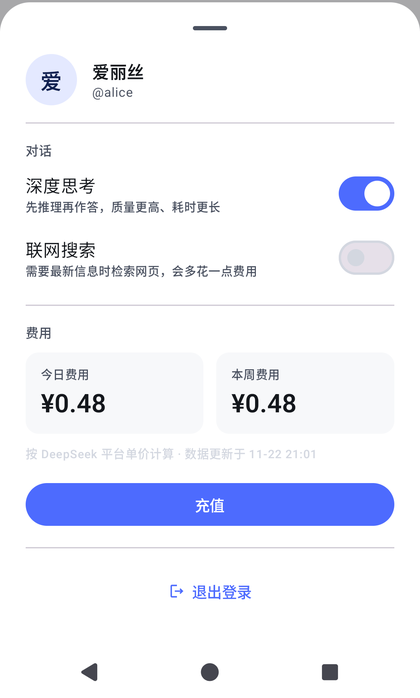 爱
爱丽丝
@alice
对话
深度思考
先推理再作答，质量更高、耗时更长
联网搜索
需要最新信息时检索网页，会多花一点费用
费用
今日费用
¥0.48
本周费用
¥0.48
按 DeepSeek 平台单价计算 · 数据更新于 11-22 21:01
充值
退出登录